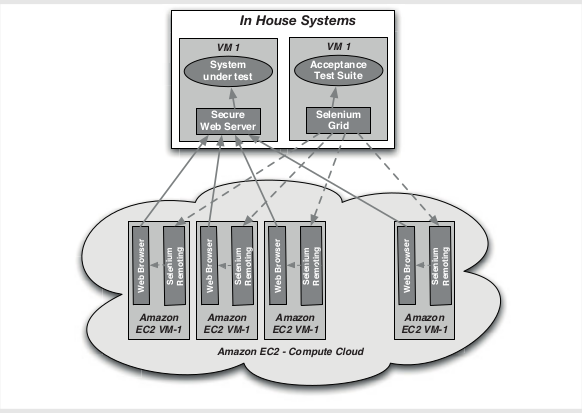 In House Systems
VM 1
System
under test
Secure
Web Server
VM 1
Acceptance
Test Suite
Selenium
Grid
Web Browser
Selenium
Remoting
Amazon
EC2 VM-1
Web Browser
Selenium
Remoting
Amazon
EC2 VM-1
Web Browser
Selenium
Remoting
Amazon
EC2 VM-1
Web Browser
Selenium
Remoting
Amazon
EC2 VM-1
Amazon EC2 - Compute Cloud